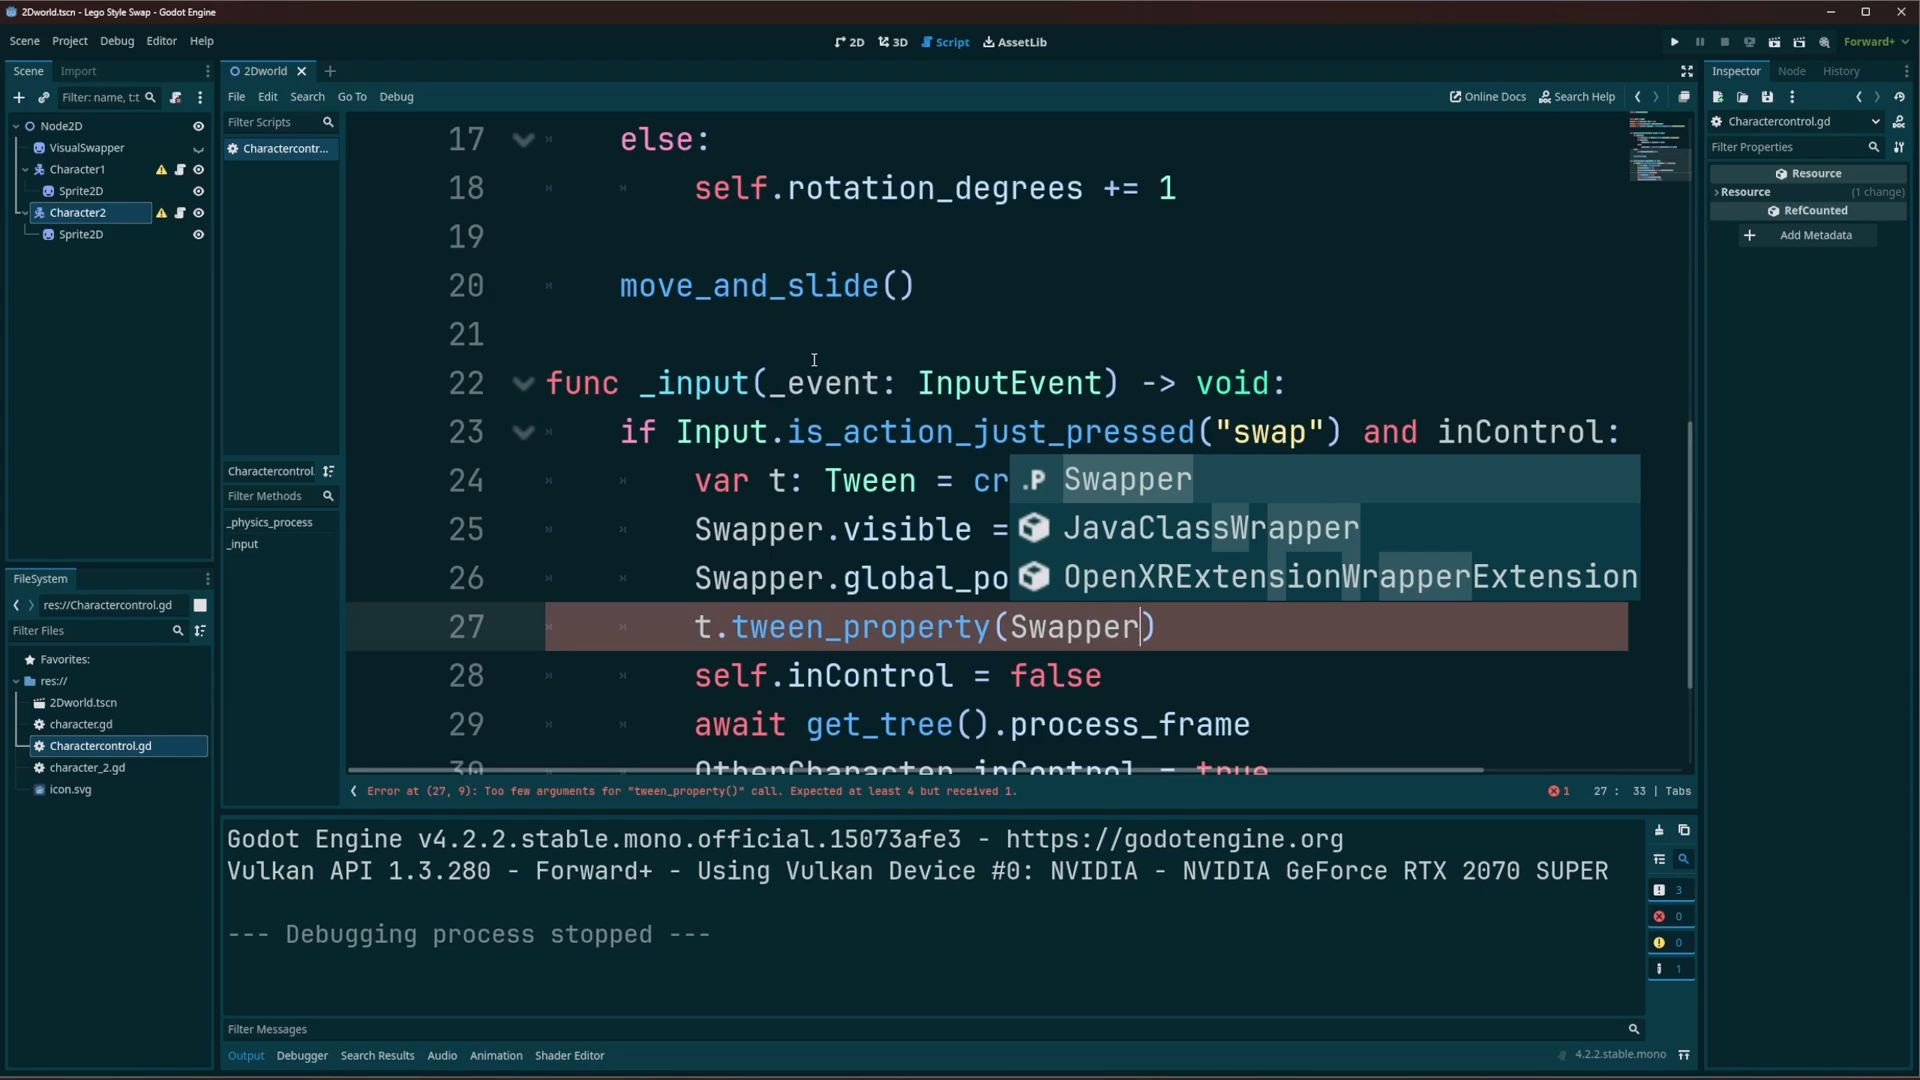 2Dworld.tscn - Lego Style Swap - Godot Engine
Scene Project Debug Editor Help
2D 3D Script AssetLib
Forward+
Scene Import
Filter: name, t:t
Node2D
VisualSwapper
Character1
Sprite2D
Character2
Sprite2D
FileSystem
res://Charactercontrol.gd
Filter Files
Favorites:
res://
2Dworld.tscn
character.gd
Charactercontrol.gd
character_2.gd
icon.svg
2Dworld
File Edit Search Go To Debug
Online Docs Search Help
Filter Scripts
Charactercontr...
Charactercontrol.
Filter Methods
_physics_process
_input
17 else:
18 self.rotation_degrees += 1
19
20 move_and_slide()
21
22 func _input(_event: InputEvent) -> void:
23 if Input.is_action_just_pressed("swap") and inControl:
24 var t: Tween = cr
25 Swapper.visible =
26 Swapper.global_po
27 t.tween_property(Swapper)
28 self.inControl = false
29 await get_tree().process_frame
30 OtherCharacter.inControl = true
.P Swapper
JavaClassWrapper
OpenXRExtensionWrapperExtension
Error at (27, 9): Too few arguments for "tween_property()" call. Expected at least 4 but received 1.
1 27 : 33 | Tabs
Godot Engine v4.2.2.stable.mono.official.15073afe3 - https://godotengine.org
Vulkan API 1.3.280 - Forward+ - Using Vulkan Device #0: NVIDIA - NVIDIA GeForce RTX 2070 SUPER
--- Debugging process stopped ---
3
0
0
1
Filter Messages
Output Debugger Search Results Audio Animation Shader Editor
4.2.2.stable.mono
Inspector Node History
Charactercontrol.gd
Filter Properties
Resource
Resource (1 change)
RefCounted
Add Metadata